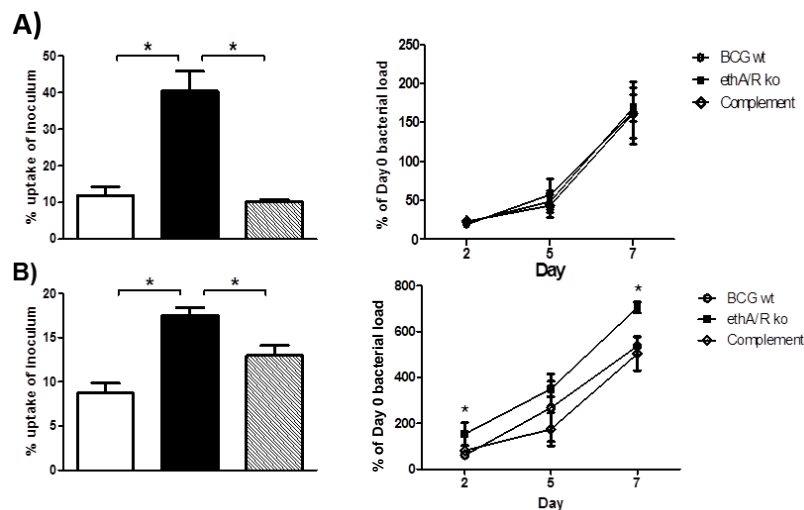 A)
* *
50
40
30
20
10
0
% uptake of Inoculum
250
200
150
100
50
0
% of Day 0 bacterial load
2 5 7
Day
BCG wt
ethA/R ko
Complement
B)
* *
20
15
10
5
0
% uptake of Inoculum
800
600
400
200
0
% of Day 0 bacterial load
* *
2 5 7
Day
BCG wt
ethA/R ko
Complement